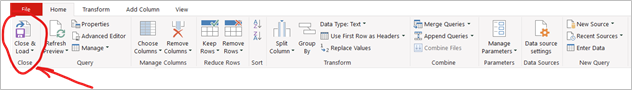 File Home Transform Add Column View
Close & Load
Refresh Preview
Properties
Advanced Editor
Manage
Choose Columns
Remove Columns
Keep Rows
Remove Rows
Split Column
Group By
Data Type: Text
Use First Row as Headers
Replace Values
Merge Queries
Append Queries
Combine Files
Manage Parameters
Data source settings
New Source
Recent Sources
Enter Data
Close Query Manage Columns Reduce Rows Sort Transform Combine Parameters Data Sources New Query